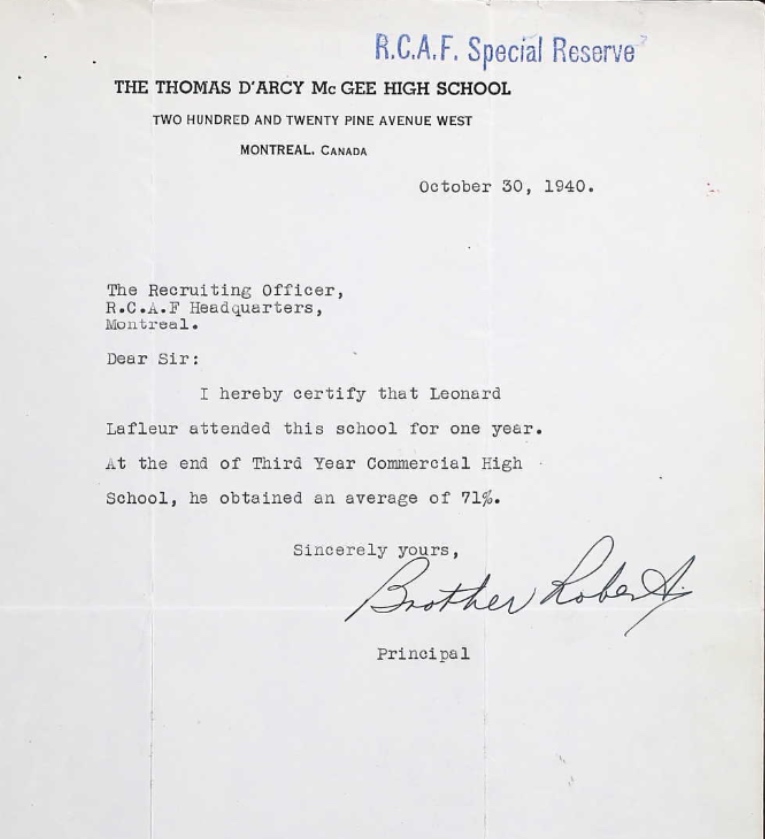 R.C.A.F. Special Reserve
THE THOMAS D'ARCY Mc GEE HIGH SCHOOL
TWO HUNDRED AND TWENTY PINE AVENUE WEST
MONTREAL. CANADA
October 30, 1940.
The Recruiting Officer,
R.C.A.F Headquarters,
Montreal.
Dear Sir:
I hereby certify that Leonard
Lafleur attended this school for one year.
At the end of Third Year Commercial High
School, he obtained an average of 71%.
Sincerely yours,
Brother Robert.
Principal